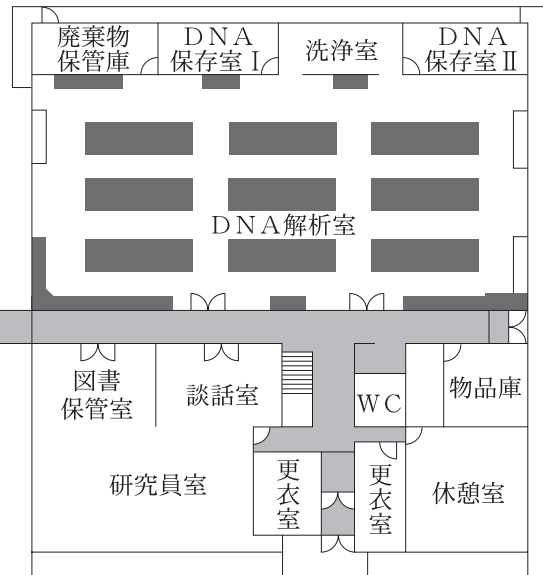 廃棄物
保管庫
ＤＮＡ
保存室Ⅰ
洗浄室
ＤＮＡ
保存室Ⅱ
ＤＮＡ解析室
図書
保管室
談話室
ＷＣ
物品庫
研究員室
更
衣
室
更
衣
室
休憩室